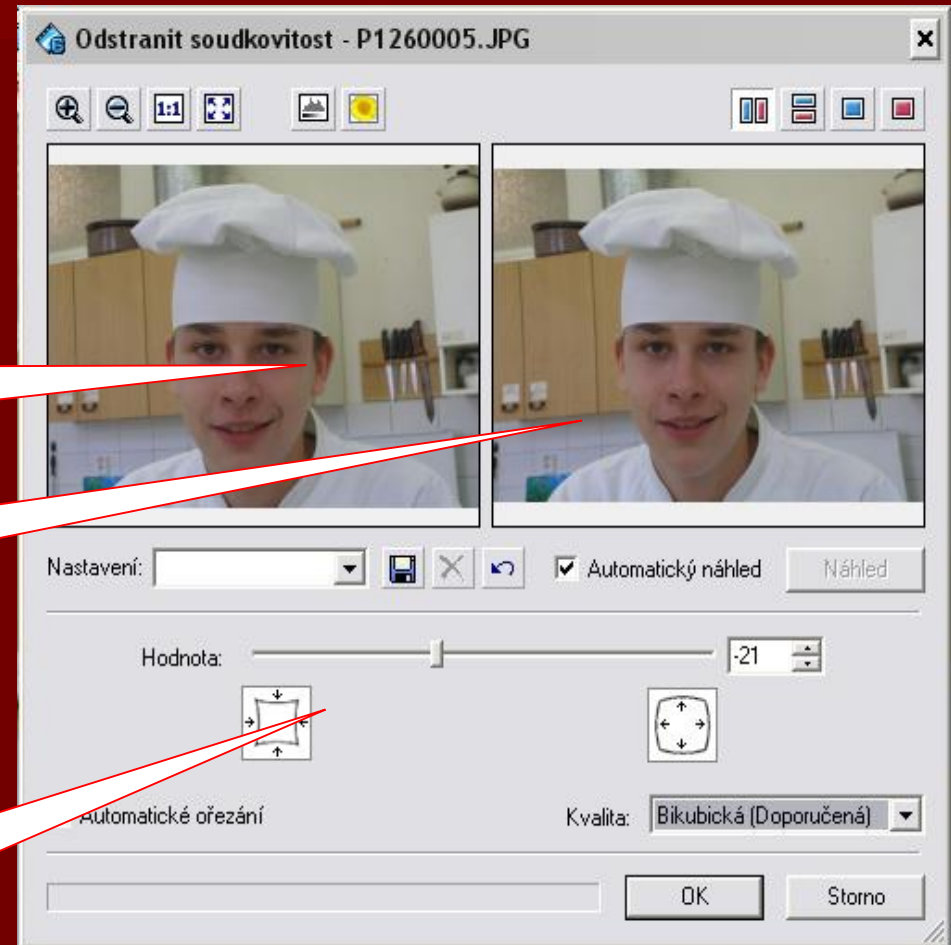 Odstranit soudkovitost - P1260005.JPG
1:1
Nastavení: Automatický náhled Náhled
Hodnota: -21
Automatické ořezání Kvalita: Bikubická (Doporučená)
OK Storno